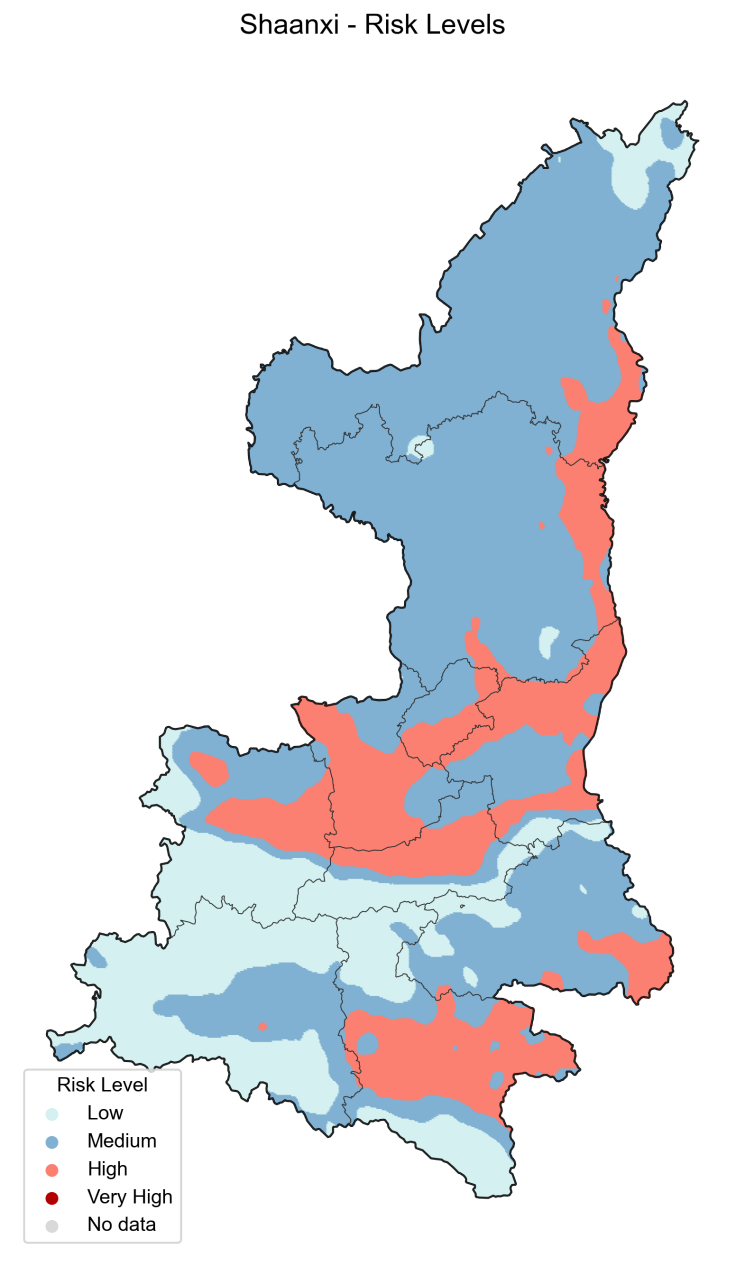 Shaanxi - Risk Levels
Risk Level
Low
Medium
High
Very High
No data